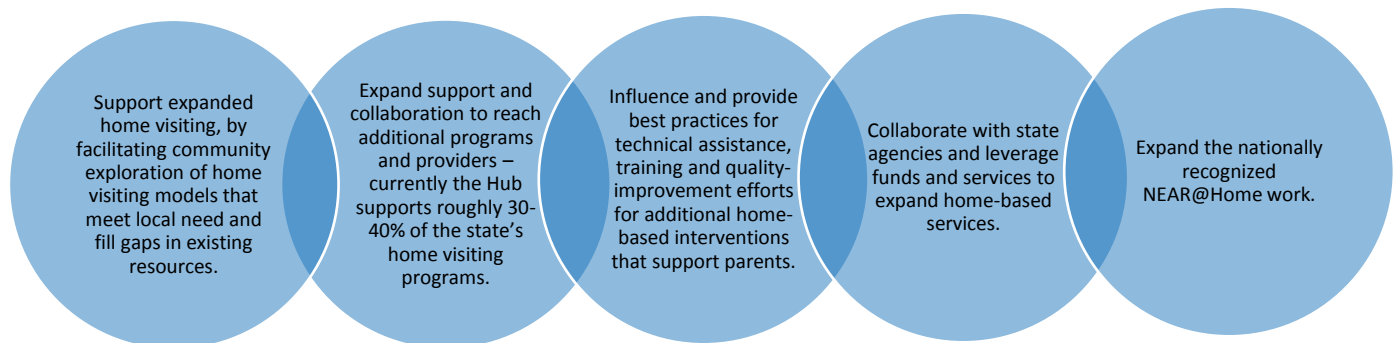 Support expanded
home visiting, by
facilitating community
exploration of home
visiting models that
meet local need and
fill gaps in existing
resources.
Expand support and
collaboration to reach
additional programs
and providers –
currently the Hub
supports roughly 30-
40% of the state’s
home visiting
programs.
Influence and provide
best practices for
technical assistance,
training and quality-
improvement efforts
for additional home-
based interventions
that support parents.
Collaborate with state
agencies and leverage
funds and services to
expand home-based
services.
Expand the nationally
recognized
NEAR@Home work.